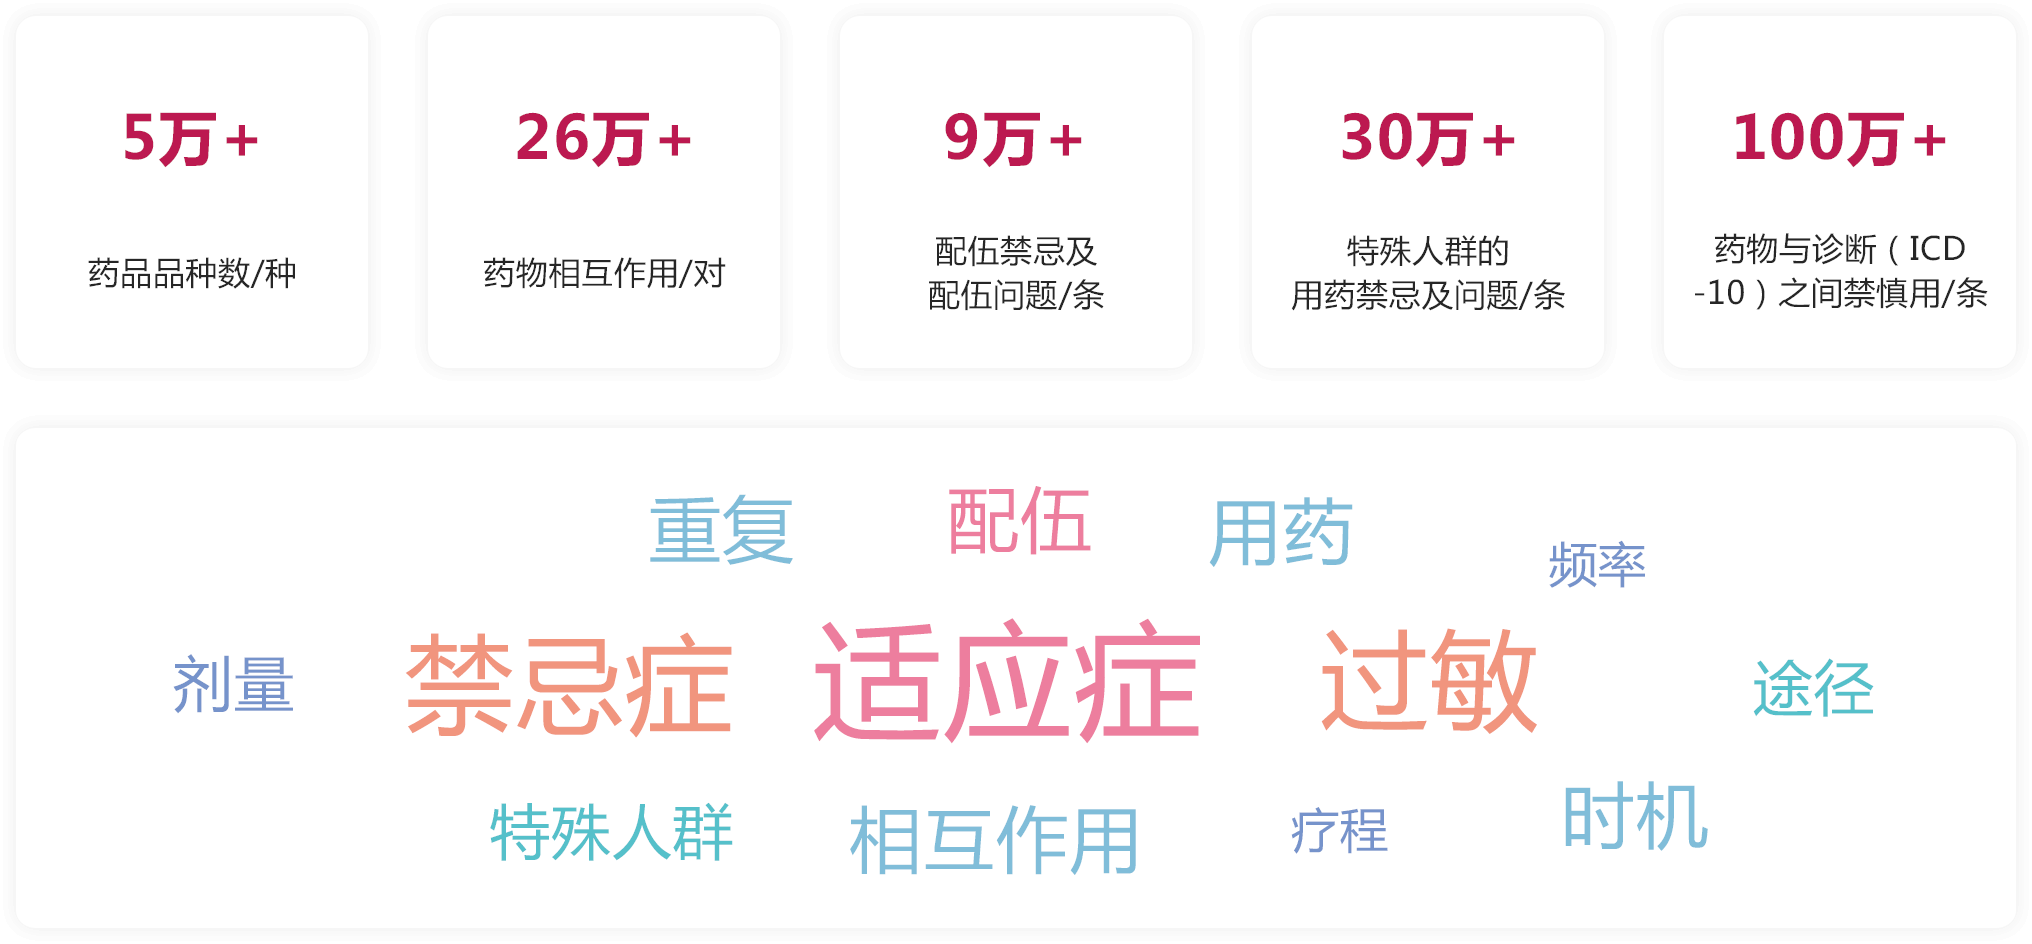 5万+
药品品种数/种
26万+
药物相互作用/对
9万+
配伍禁忌及
配伍问题/条
30万+
特殊人群的
用药禁忌及问题/条
100万+
药物与诊断（ICD
-10）之间禁慎用/条
重复
配伍
用药
频率
剂量
禁忌症
适应症
过敏
途径
特殊人群
相互作用
疗程
时机